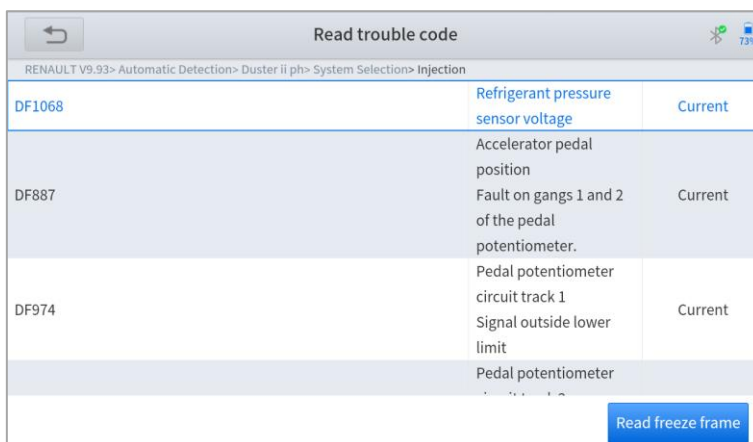 Read trouble code
73%
RENAULT V9.93> Automatic Detection> Duster ii ph> System Selection> Injection
DF1068
Refrigerant pressure
sensor voltage
Current
DF887
Accelerator pedal
position
Fault on gangs 1 and 2
of the pedal
potentiometer.
Current
DF974
Pedal potentiometer
circuit track 1
Signal outside lower
limit
Current
Pedal potentiometer
Read freeze frame